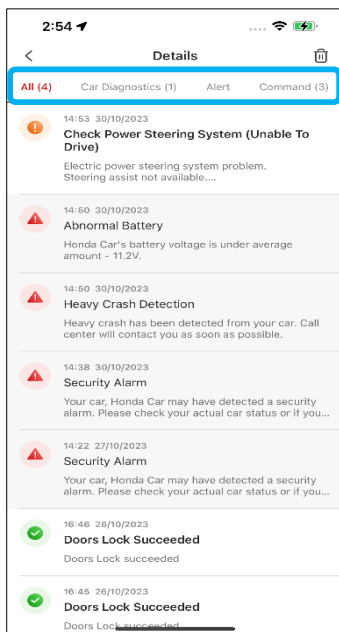 2:54
Details
All (4) Car Diagnostics (1) Alert Command (3)
14:53 30/10/2023
Check Power Steering System (Unable To
Drive)
Electric power steering system problem.
Steering assist not available....
14:50 30/10/2023
Abnormal Battery
Honda Car's battery voltage is under average
amount - 11.2V.
14:50 30/10/2023
Heavy Crash Detection
Heavy crash has been detected from your car. Call
center will contact you as soon as possible.
14:38 30/10/2023
Security Alarm
Your car, Honda Car may have detected a security
alarm. Please check your actual car status or if you...
14:22 27/10/2023
Security Alarm
Your car, Honda Car may have detected a security
alarm. Please check your actual car status or if you...
16:46 26/10/2023
Doors Lock Succeeded
Doors Lock succeeded
16:45 26/10/2023
Doors Lock Succeeded
Doors Lock succeeded